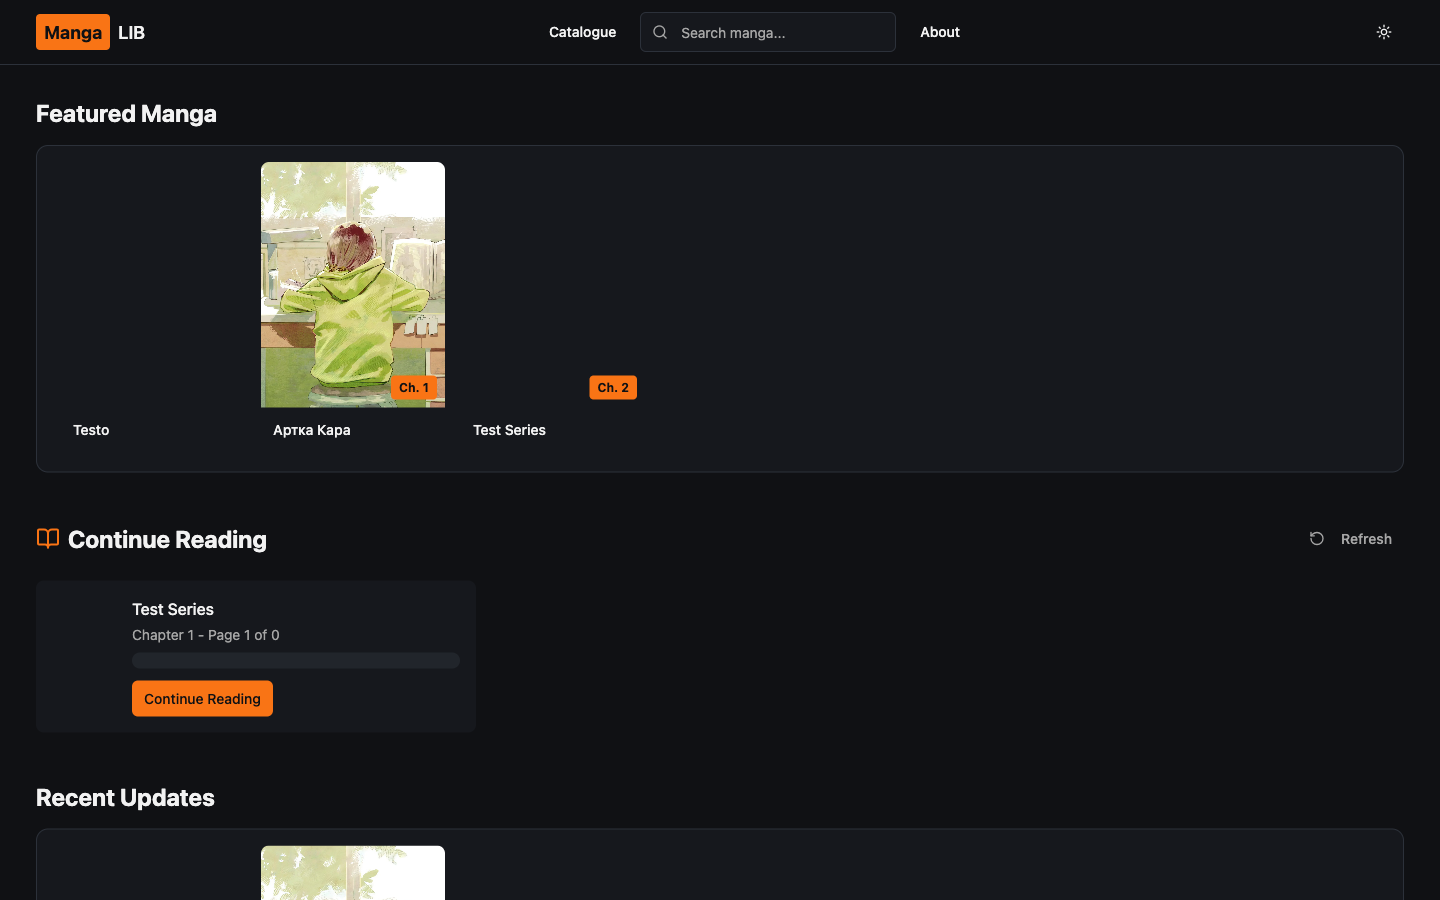 Manga LIB
Catalogue
Search manga...
About
Featured Manga
Ch. 1
Ch. 2
Testo
Артка Кара
Test Series
Continue Reading
Refresh
Test Series
Chapter 1 - Page 1 of 0
Continue Reading
Recent Updates